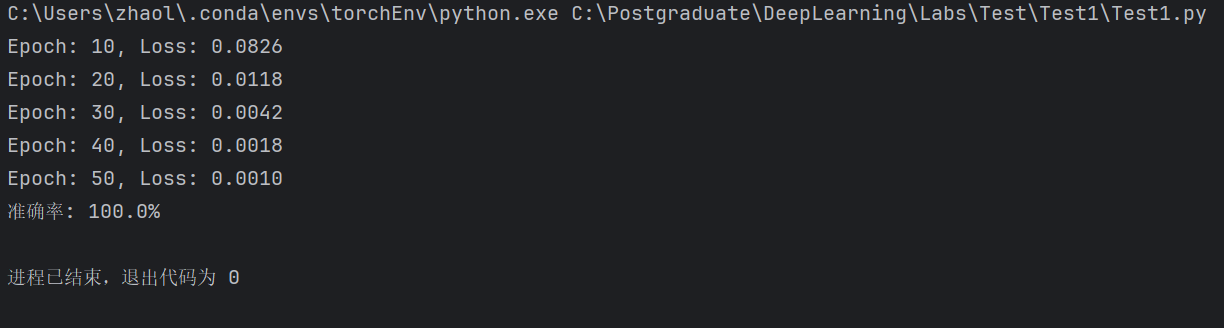 C:\Users\zhaol\.conda\envs\torchEnv\python.exe C:\Postgraduate\DeepLearning\Labs\Test\Test1\Test1.py
Epoch: 10, Loss: 0.0826
Epoch: 20, Loss: 0.0118
Epoch: 30, Loss: 0.0042
Epoch: 40, Loss: 0.0018
Epoch: 50, Loss: 0.0010
准确率: 100.0%
进程已结束，退出代码为 0